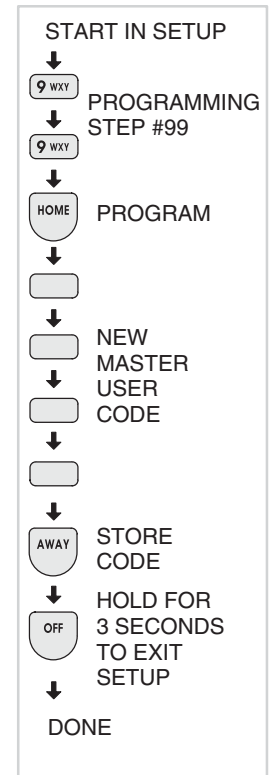 START IN SETUP
9 WXY
PROGRAMMING
STEP #99
9 WXY
HOME
PROGRAM
NEW
MASTER
USER
CODE
AWAY
STORE
CODE
HOLD FOR
OFF
3 SECONDS
TO EXIT
SETUP
DONE